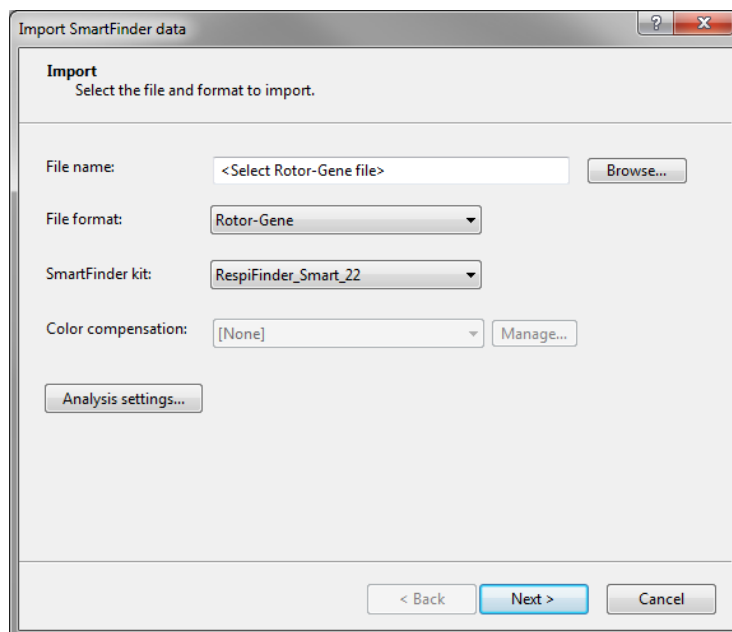 Import SmartFinder data
?
Import
Select the file and format to import.
File name:
<Select Rotor-Gene file>
Browse...
File format:
Rotor-Gene
SmartFinder kit:
RespiFinder_Smart_22
Color compensation:
[None]
Manage...
Analysis settings...
< Back
Next >
Cancel